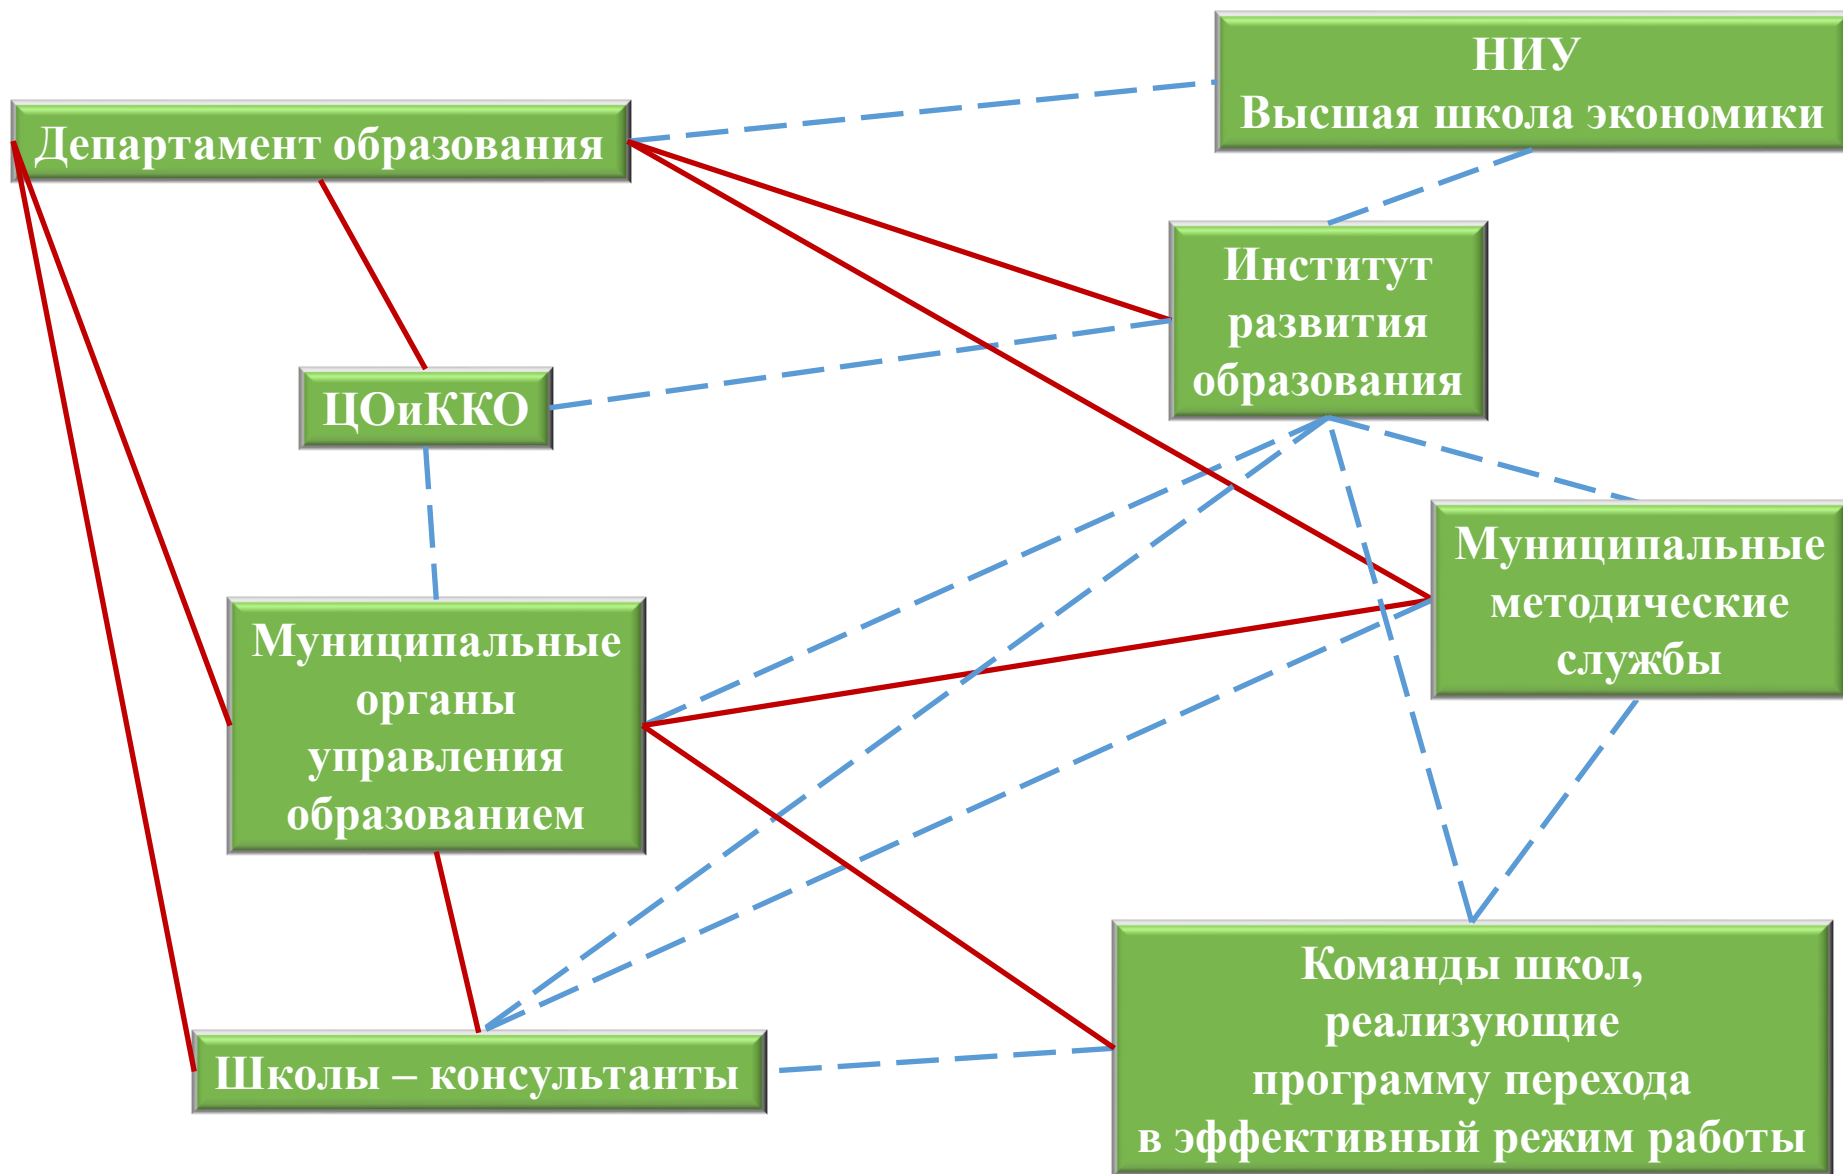 НИУ
Высшая школа экономики
Департамент образования
Институт
развития
образования
ЦОиККО
Муниципальные
методические
службы
Муниципальные
органы
управления
образованием
Команды школ,
реализующие
программу перехода
в эффективный режим работы
Школы – консультанты